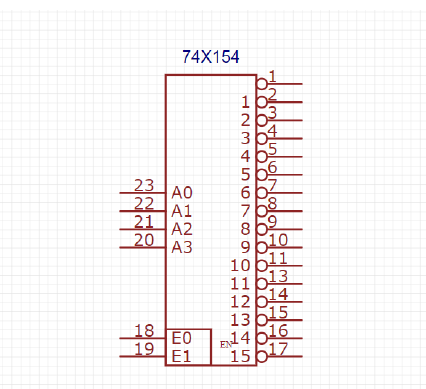 74X154
1
1 2
2 3
3 4
4 5
5 6
23 A0 6 7
22 A1 7 8
21 A2 8 9
20 A3 9 10
10 11
11 13
12 14
13 15
18 E0 EN 14 16
19 E1 15 17